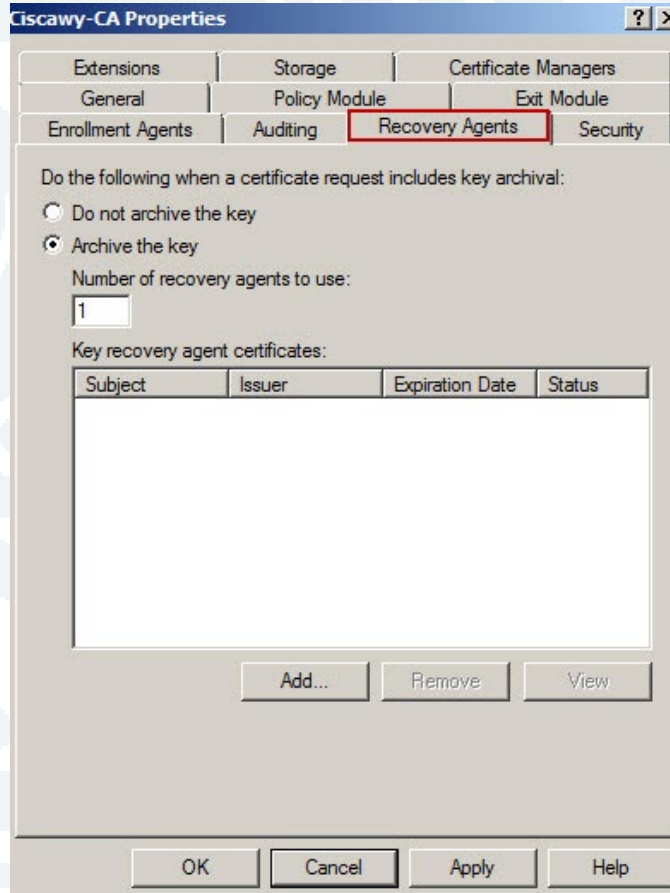 Ciscawy-CA Properties
Extensions Storage Certificate Managers
General Policy Module Exit Module
Enrollment Agents Auditing Recovery Agents Security
Do the following when a certificate request includes key archival:
Do not archive the key
Archive the key
Number of recovery agents to use:
1
Key recovery agent certificates:
Subject Issuer Expiration Date Status
Add... Remove View
OK Cancel Apply Help